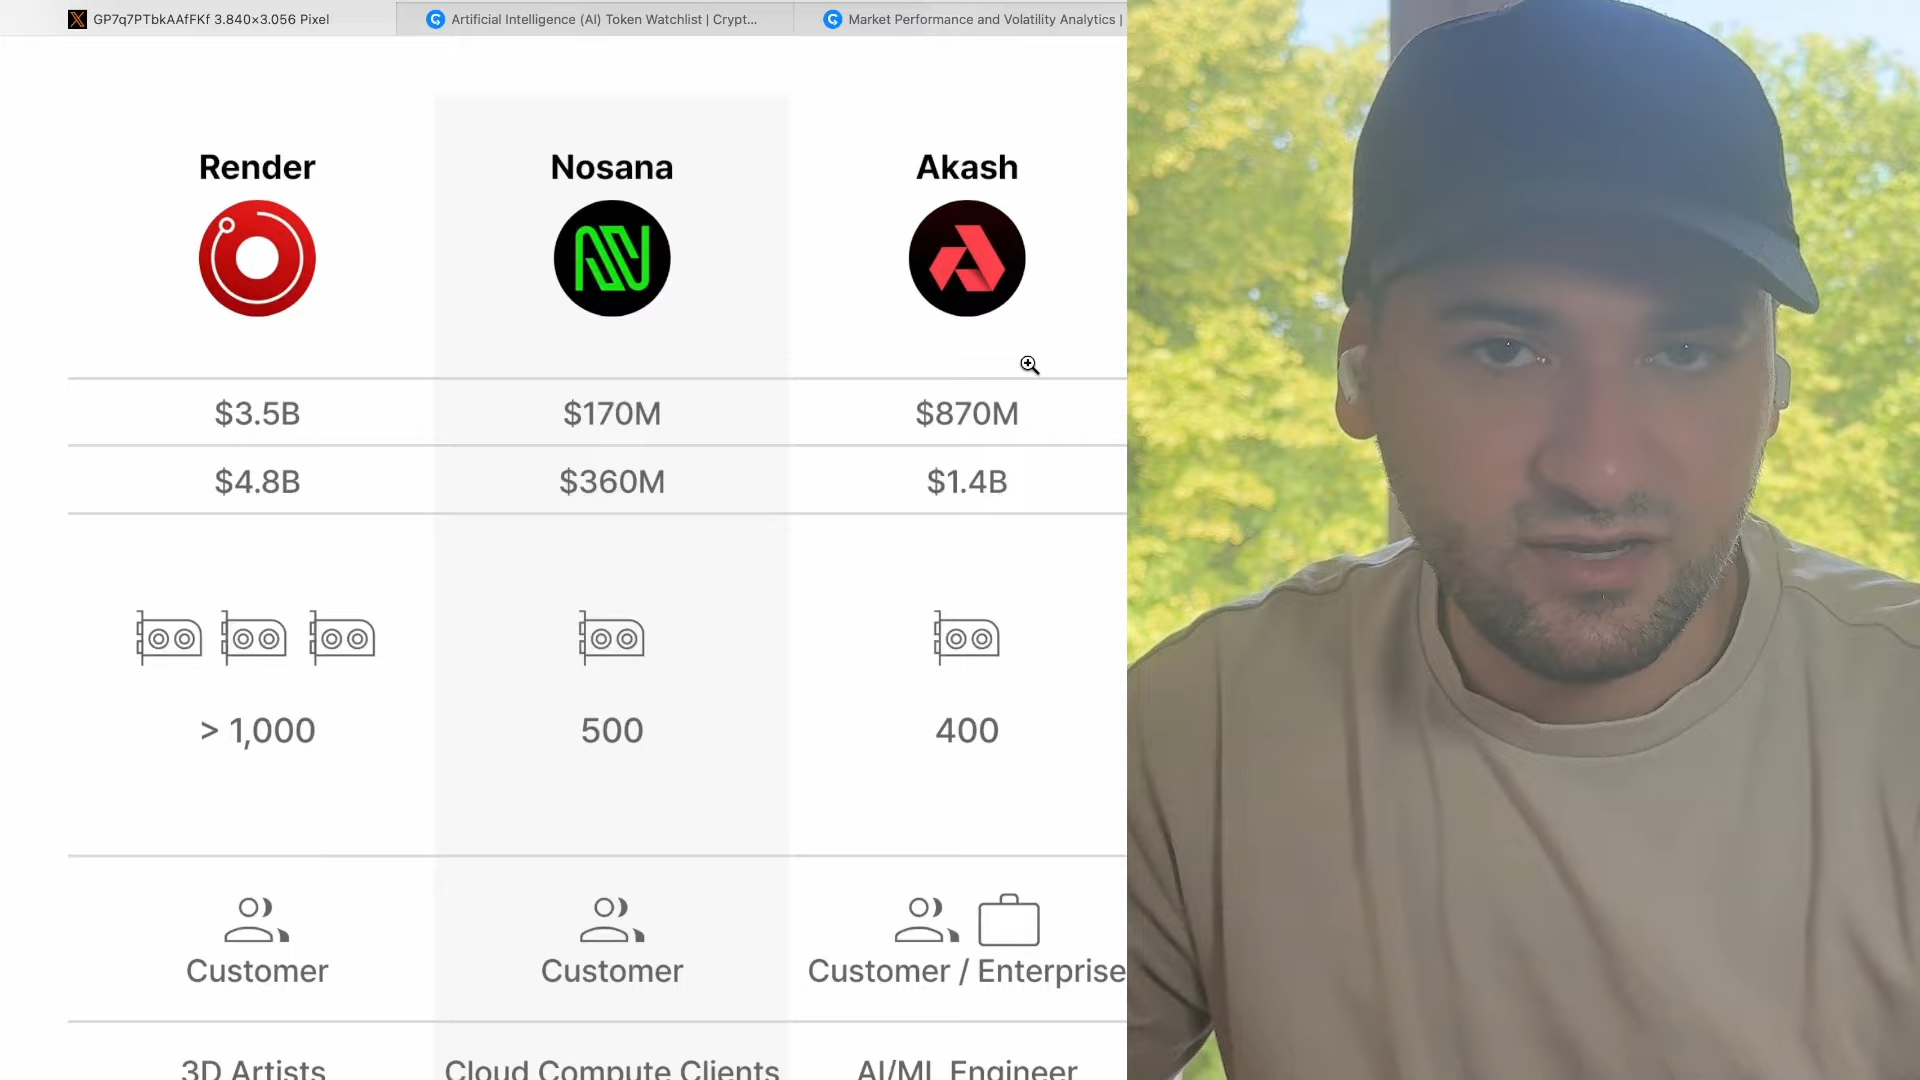 GP7q7PTbkAAfFKf 3.840×3.056 Pixel
Artificial Intelligence (AI) Token Watchlist | Crypt...
Market Performance and Volatility Analytics |
Render Nosana Akash
$3.5B $170M $870M
$4.8B $360M $1.4B
> 1,000 500 400
Customer Customer Customer / Enterprise
3D Artists Cloud Compute Clients AI/ML Engineer